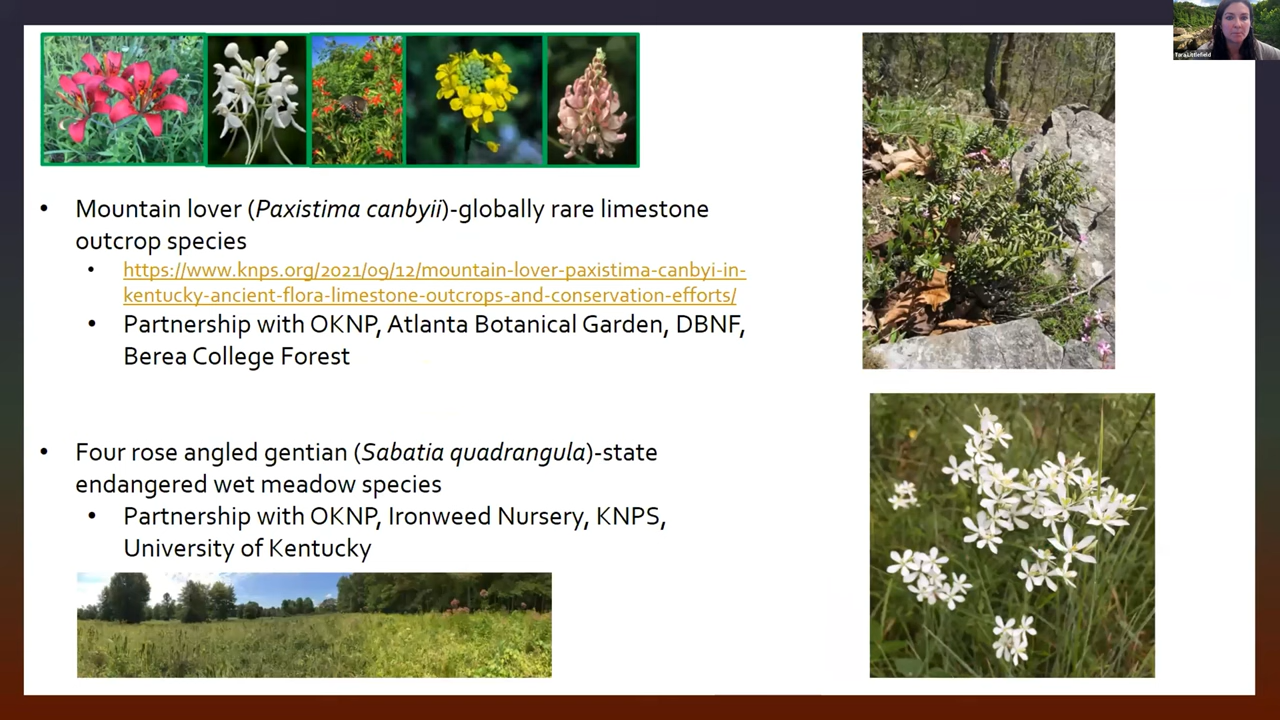 Tara Littlefield
• Mountain lover (Paxistima canbyii)-globally rare limestone
outcrop species
• https://www.knps.org/2021/09/12/mountain-lover-paxistima-canbyi-in-
kentucky-ancient-flora-limestone-outcrops-and-conservation-efforts/
• Partnership with OKNP, Atlanta Botanical Garden, DBNF,
Berea College Forest
• Four rose angled gentian (Sabatia quadrangula)-state
endangered wet meadow species
• Partnership with OKNP, Ironweed Nursery, KNPS,
University of Kentucky